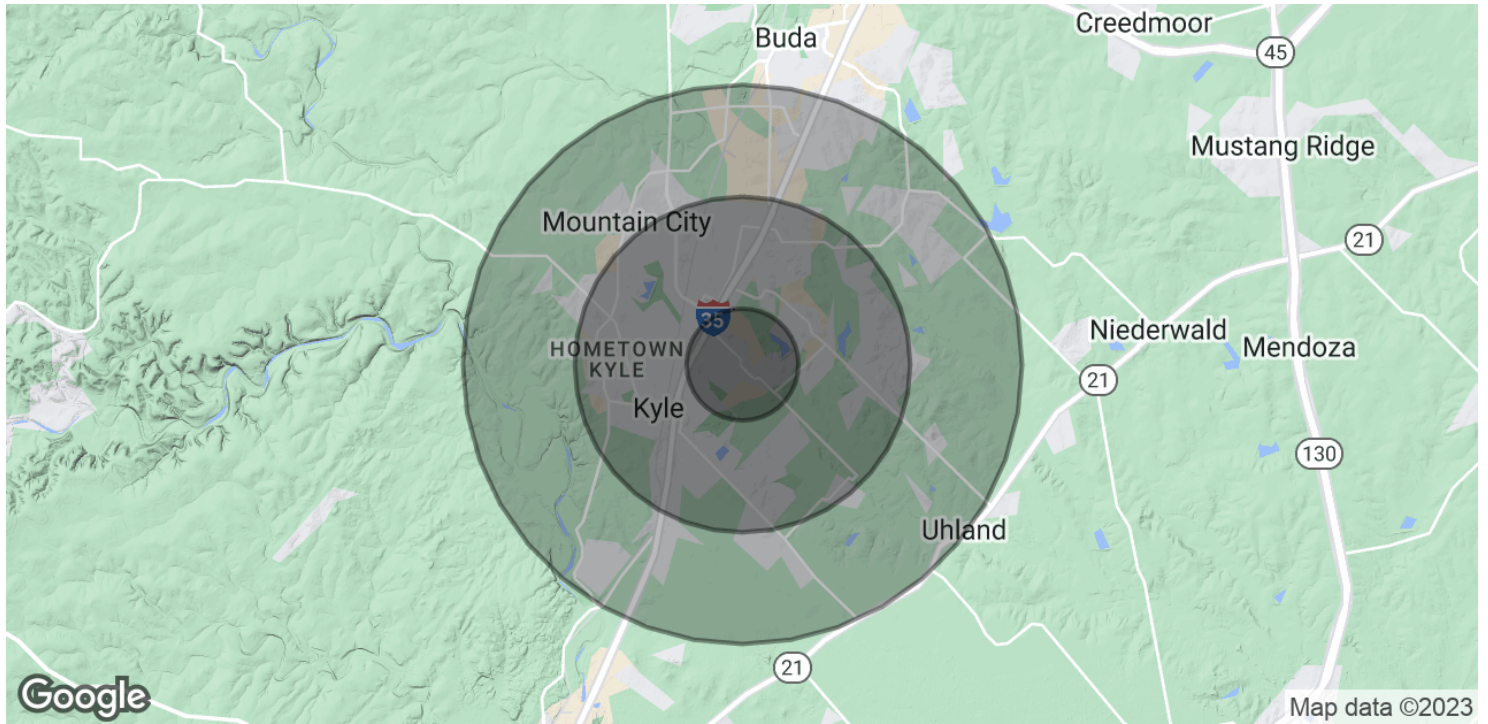 Creedmoor
Buda
45
Mustang Ridge
Mountain City
21
35
Niederwald
HOMETOWN
KYLE
Mendoza
21
Kyle
130
Uhland
21
Google
Map data ©2023